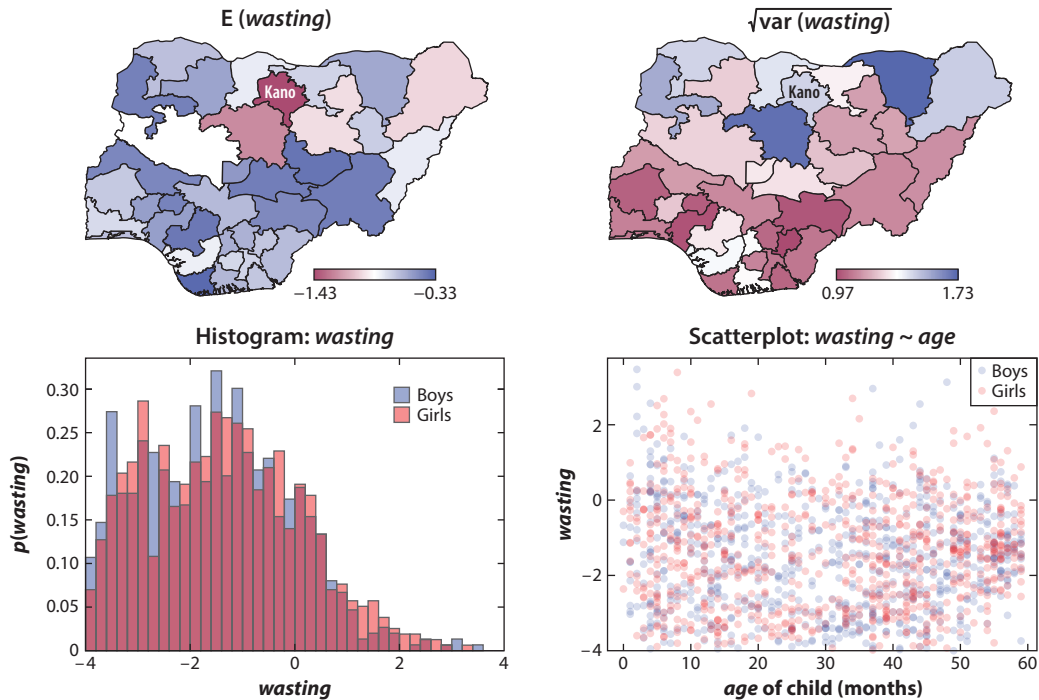 E (wasting)
√var (wasting)
Kano
Kano
−1.43
−0.33
0.97
1.73
Histogram: wasting
Scatterplot: wasting ~ age
Boys
Girls
0.30
0.25
0.20
0.15
0.10
0.05
0
p(wasting)
−4
−2
0
2
4
wasting
Boys
Girls
2
0
−2
−4
wasting
0
10
20
30
40
50
60
age of child (months)